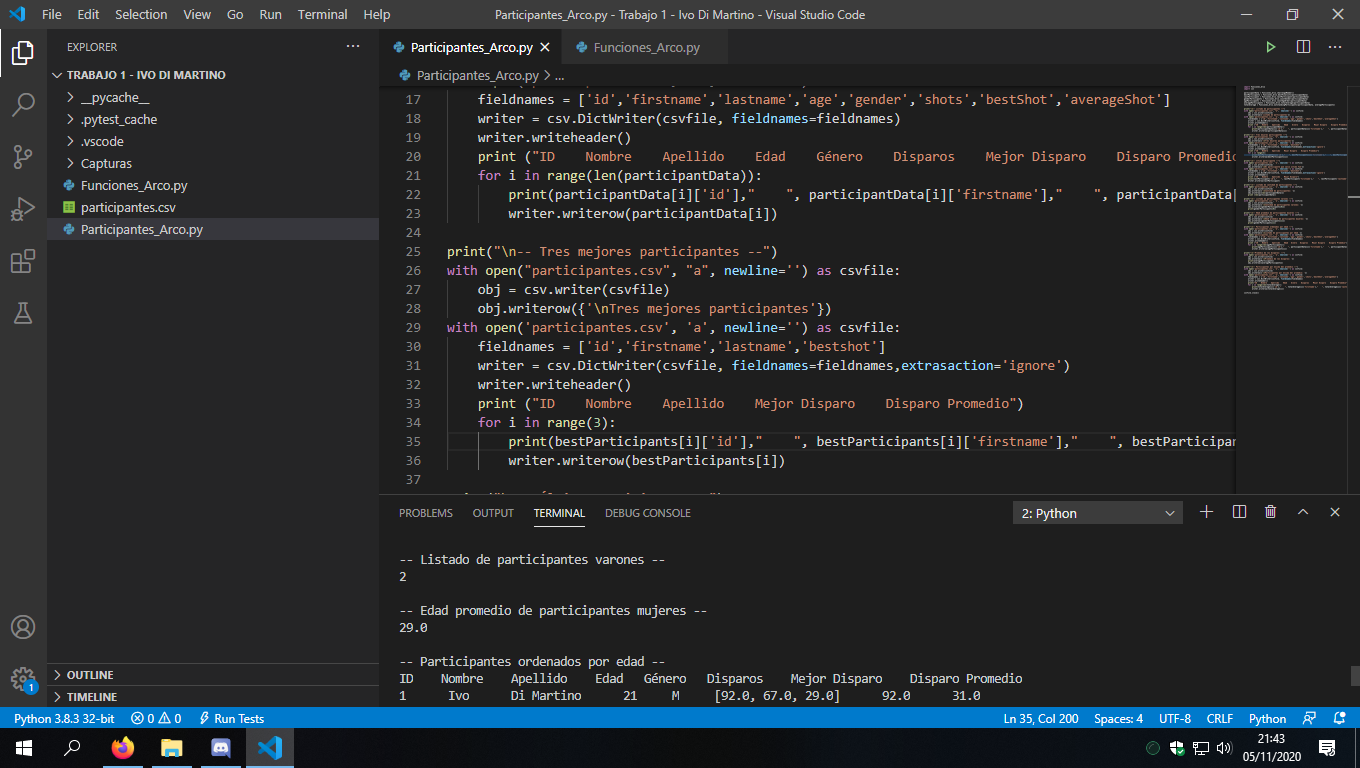 File Edit Selection View Go Run Terminal Help Participantes_Arco.py - Trabajo 1 - Ivo Di Martino - Visual Studio Code
EXPLORER
TRABAJO 1 - IVO DI MARTINO
__pycache__
.pytest_cache
.vscode
Capturas
Funciones_Arco.py
participantes.csv
Participantes_Arco.py
OUTLINE
TIMELINE
Participantes_Arco.py Funciones_Arco.py
Participantes_Arco.py > ...
17 fieldnames = ['id','firstname','lastname','age','gender','shots','bestShot','averageShot']
18 writer = csv.DictWriter(csvfile, fieldnames=fieldnames)
19 writer.writeheader()
20 print ("ID    Nombre    Apellido    Edad    Género    Disparos    Mejor Disparo    Disparo Promedio
21 for i in range(len(participantData)):
22 print(participantData[i]['id'],"    ", participantData[i]['firstname'],"    ", participantData[
23 writer.writerow(participantData[i])
24
25 print("\n-- Tres mejores participantes --")
26 with open("participantes.csv", "a", newline='') as csvfile:
27 obj = csv.writer(csvfile)
28 obj.writerow({'\nTres mejores participantes'})
29 with open('participantes.csv', 'a', newline='') as csvfile:
30 fieldnames = ['id','firstname','lastname','bestshot']
31 writer = csv.DictWriter(csvfile, fieldnames=fieldnames,extrasaction='ignore')
32 writer.writeheader()
33 print ("ID    Nombre    Apellido    Mejor Disparo    Disparo Promedio")
34 for i in range(3):
35 print(bestParticipants[i]['id'],"    ", bestParticipants[i]['firstname'],"    ", bestParticipan
36 writer.writerow(bestParticipants[i])
37
PROBLEMS OUTPUT TERMINAL DEBUG CONSOLE 2: Python
-- Listado de participantes varones --
2
-- Edad promedio de participantes mujeres --
29.0
-- Participantes ordenados por edad --
ID    Nombre    Apellido    Edad   Género   Disparos    Mejor Disparo    Disparo Promedio
1      Ivo      Di Martino      21      M     [92.0, 67.0, 29.0]      92.0      31.0
Python 3.8.3 32-bit 0 0 Run Tests Ln 35, Col 200 Spaces: 4 UTF-8 CRLF Python
1
21:43
05/11/2020